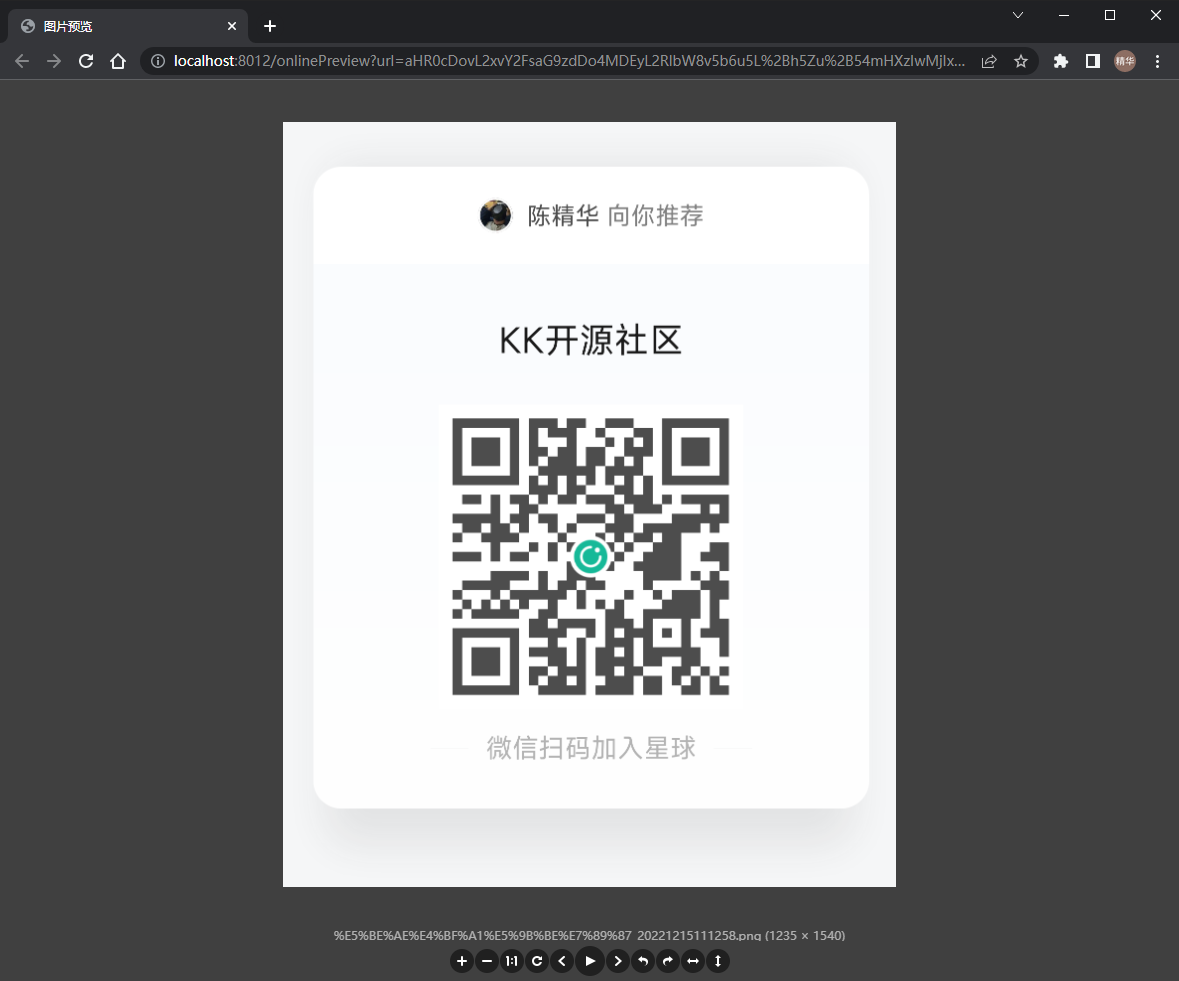 图片预览
localhost:8012/onlinePreview?url=aHR0cDovL2xvY2FsaG9zdDo4MDEyL2RlbW8v5b6u5L%2Bh5Zu%2B54mHXzIwMjIx...
精华
陈精华 向你推荐
KK开源社区
微信扫码加入星球
%E5%BE%AE%E4%BF%A1%E5%9B%BE%E7%89%87_20221215111258.png (1235 × 1540)
1:1